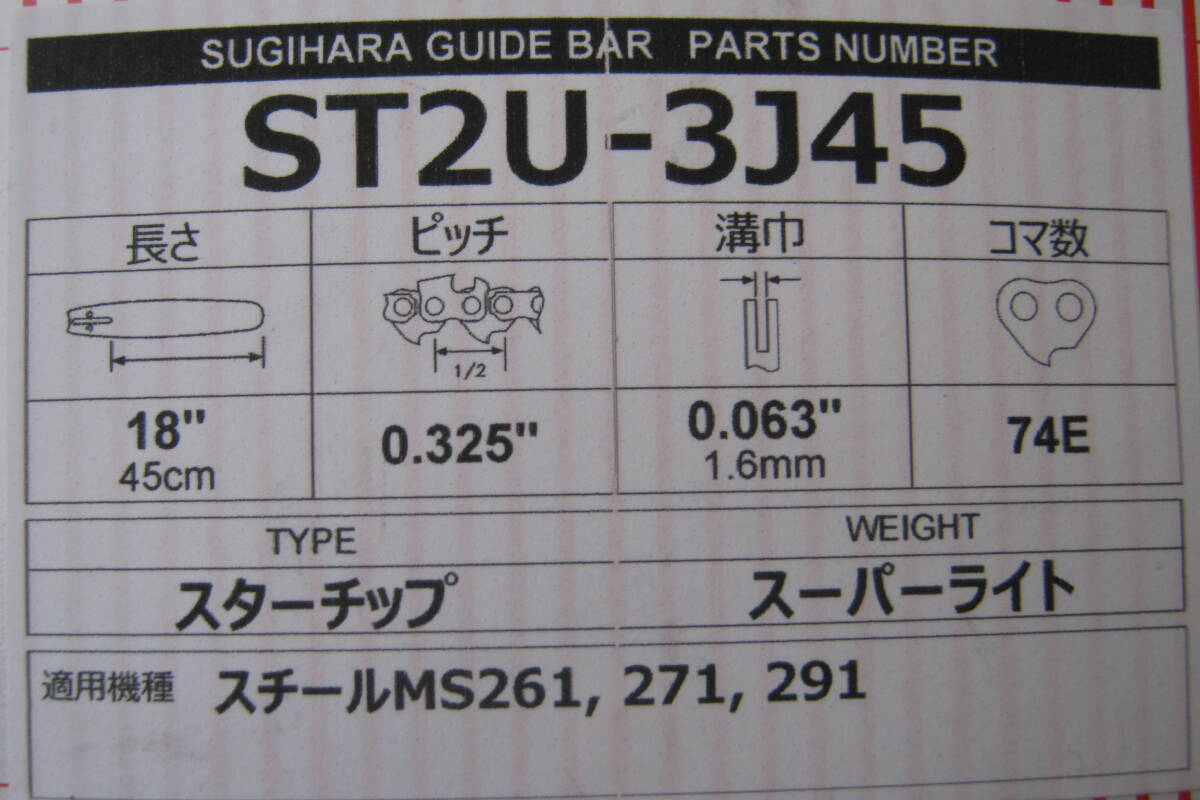 SUGIHARA GUIDE BAR PARTS NUMBER
ST2U-3J45
長さ ピッチ 溝巾 コマ数
1/2
18" 0.325" 0.063" 74E
45cm 1.6mm
TYPE WEIGHT
スターチップ スーパーライト
適用機種 スチールMS261, 271, 291